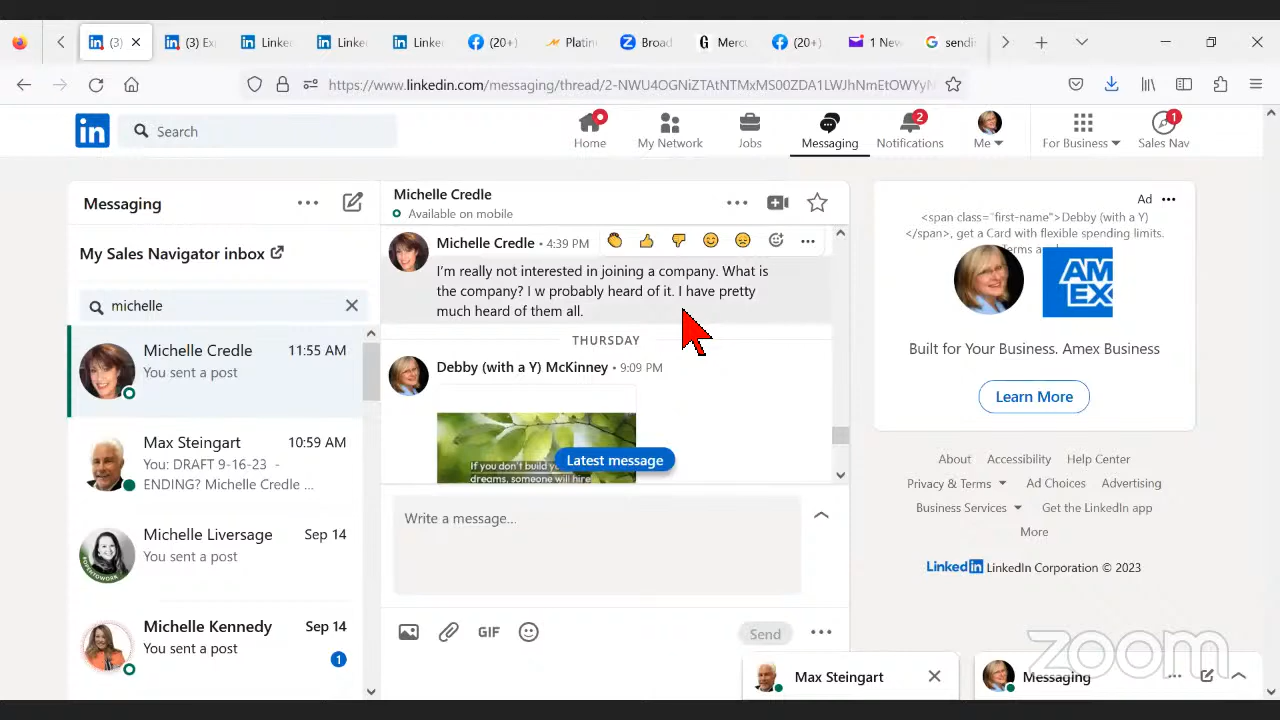 (3)
(3) Ex
Linke
Linke
Linke
(20+)
Platin
Broad
Merc
(20+)
1 New
sendi
https://www.linkedin.com/messaging/thread/2-NWU4OGNiZTAtNTMxMS00ZDA1LWJhNmEtOWYyN
in
Search
Home
My Network
Jobs
Messaging
2
Notifications
Me
For Business
1
Sales Nav
Messaging
My Sales Navigator inbox
michelle
Michelle Credle 11:55 AM
You sent a post
Max Steingart 10:59 AM
You: DRAFT 9-16-23 -
ENDING? Michelle Credle ...
Michelle Liversage Sep 14
You sent a post
#OPENTOWORK
Michelle Kennedy Sep 14
You sent a post
1
Michelle Credle
Available on mobile
Michelle Credle • 4:39 PM
I'm really not interested in joining a company. What is
the company? I w probably heard of it. I have pretty
much heard of them all.
THURSDAY
Debby (with a Y) McKinney • 9:09 PM
If you don't build
dreams, someone will hire
Latest message
Write a message...
GIF
Send
Ad
<span class="first-name">Debby (with a Y)
</span>, get a Card with flexible spending limits.
Terms
AM
EX
Built for Your Business. Amex Business
Learn More
About Accessibility Help Center
Privacy & Terms Ad Choices Advertising
Business Services Get the LinkedIn app
More
Linkedin LinkedIn Corporation © 2023
Max Steingart
Messaging
zoom